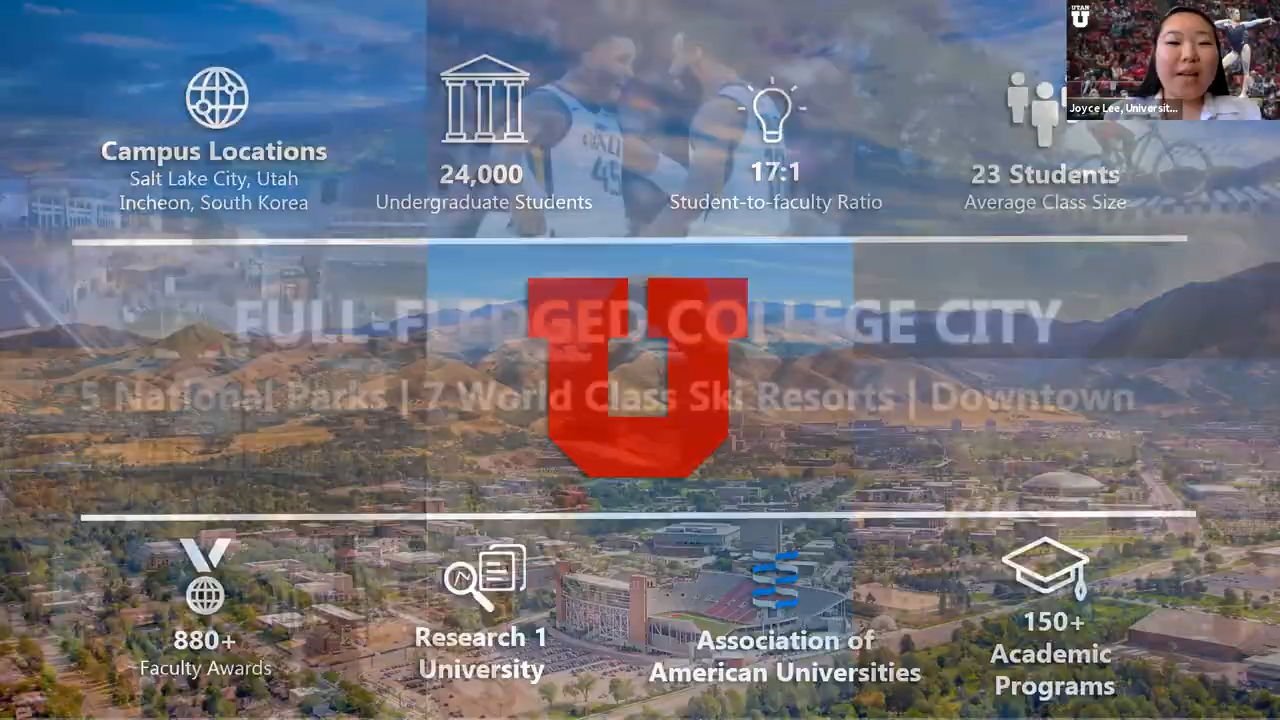 UTAH
U
Joyce Lee, Universit...
Campus Locations
Salt Lake City, Utah
Incheon, South Korea
24,000
Undergraduate Students
17:1
Student-to-faculty Ratio
23 Students
Average Class Size
45
FULL-FLEDGED COLLEGE CITY
5 National Parks | 7 World Class Ski Resorts | Downtown
U
880+
Faculty Awards
Research 1
University
Association of
American Universities
150+
Academic
Programs